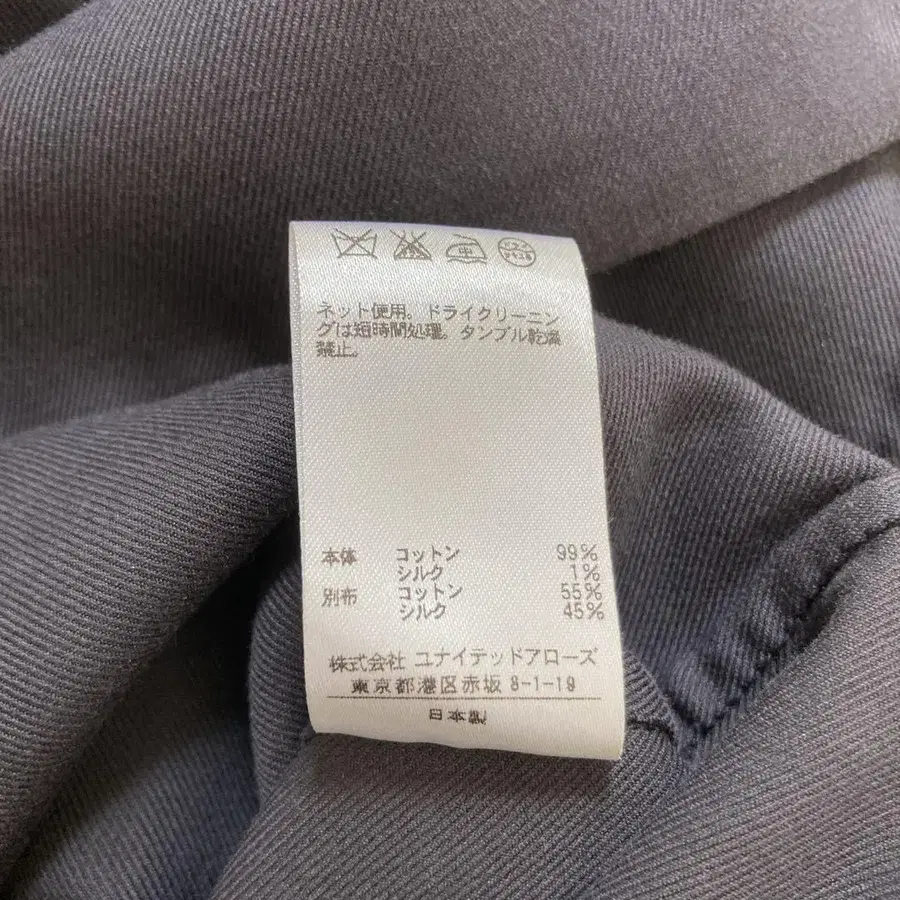 中
ネット使用。ドライクリーニン
グは短時間処理。タンブル乾燥
禁止。
本体 コットン 99%
シルク 1%
別布 コットン 55%
シルク 45%
株式会社 ユナイテッドアローズ
東京都港区赤坂 8-1-19
日本製